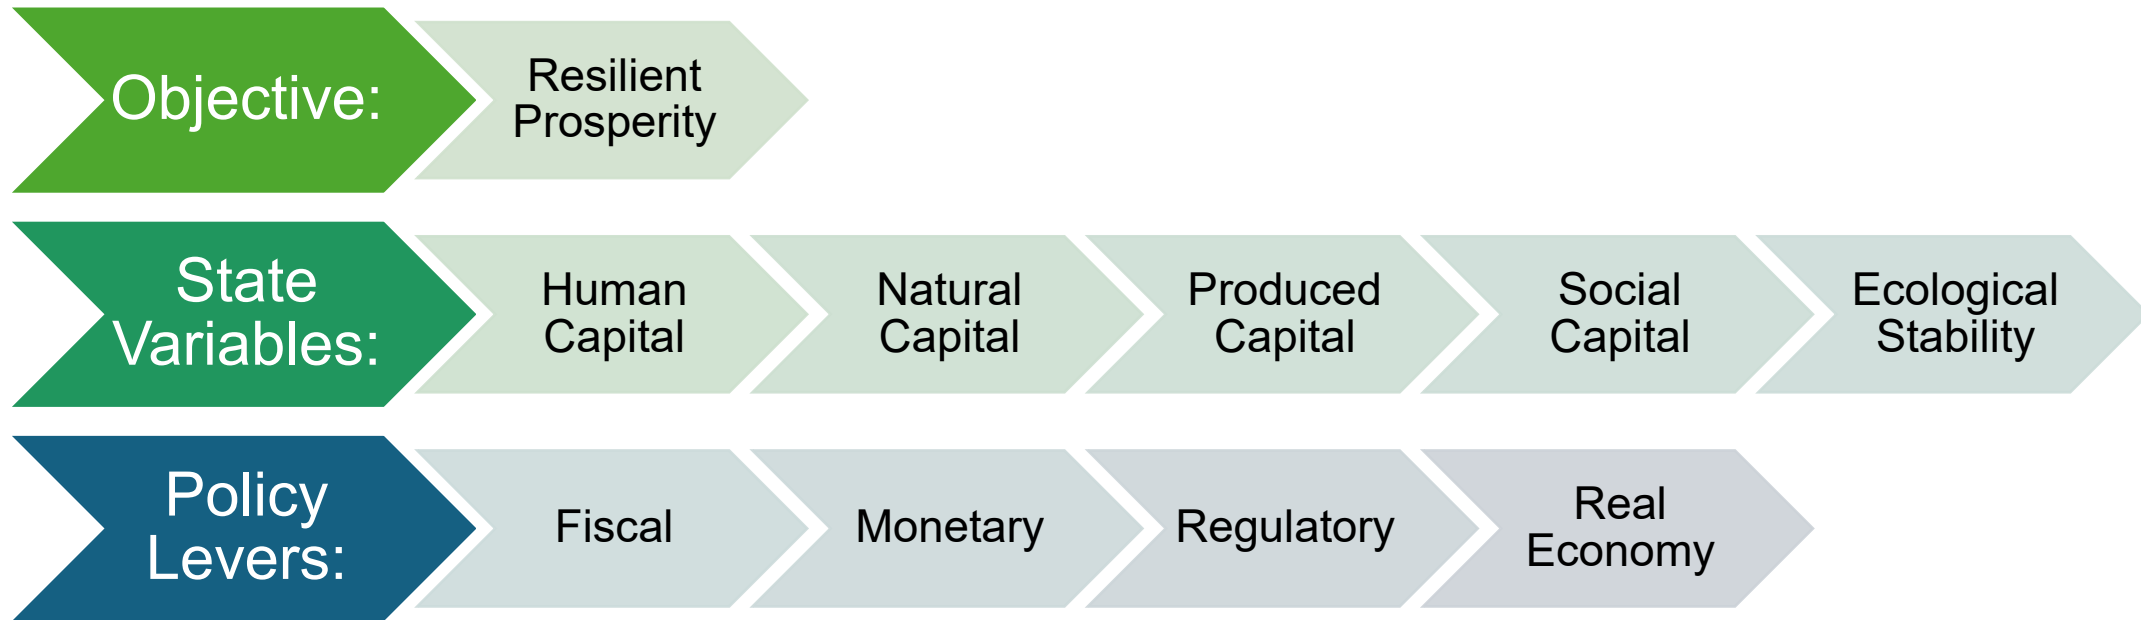 Objective:
Resilient
Prosperity
State
Variables:
Human
Capital
Natural
Capital
Produced
Capital
Social
Capital
Ecological
Stability
Policy
Levers:
Fiscal
Monetary
Regulatory
Real
Economy